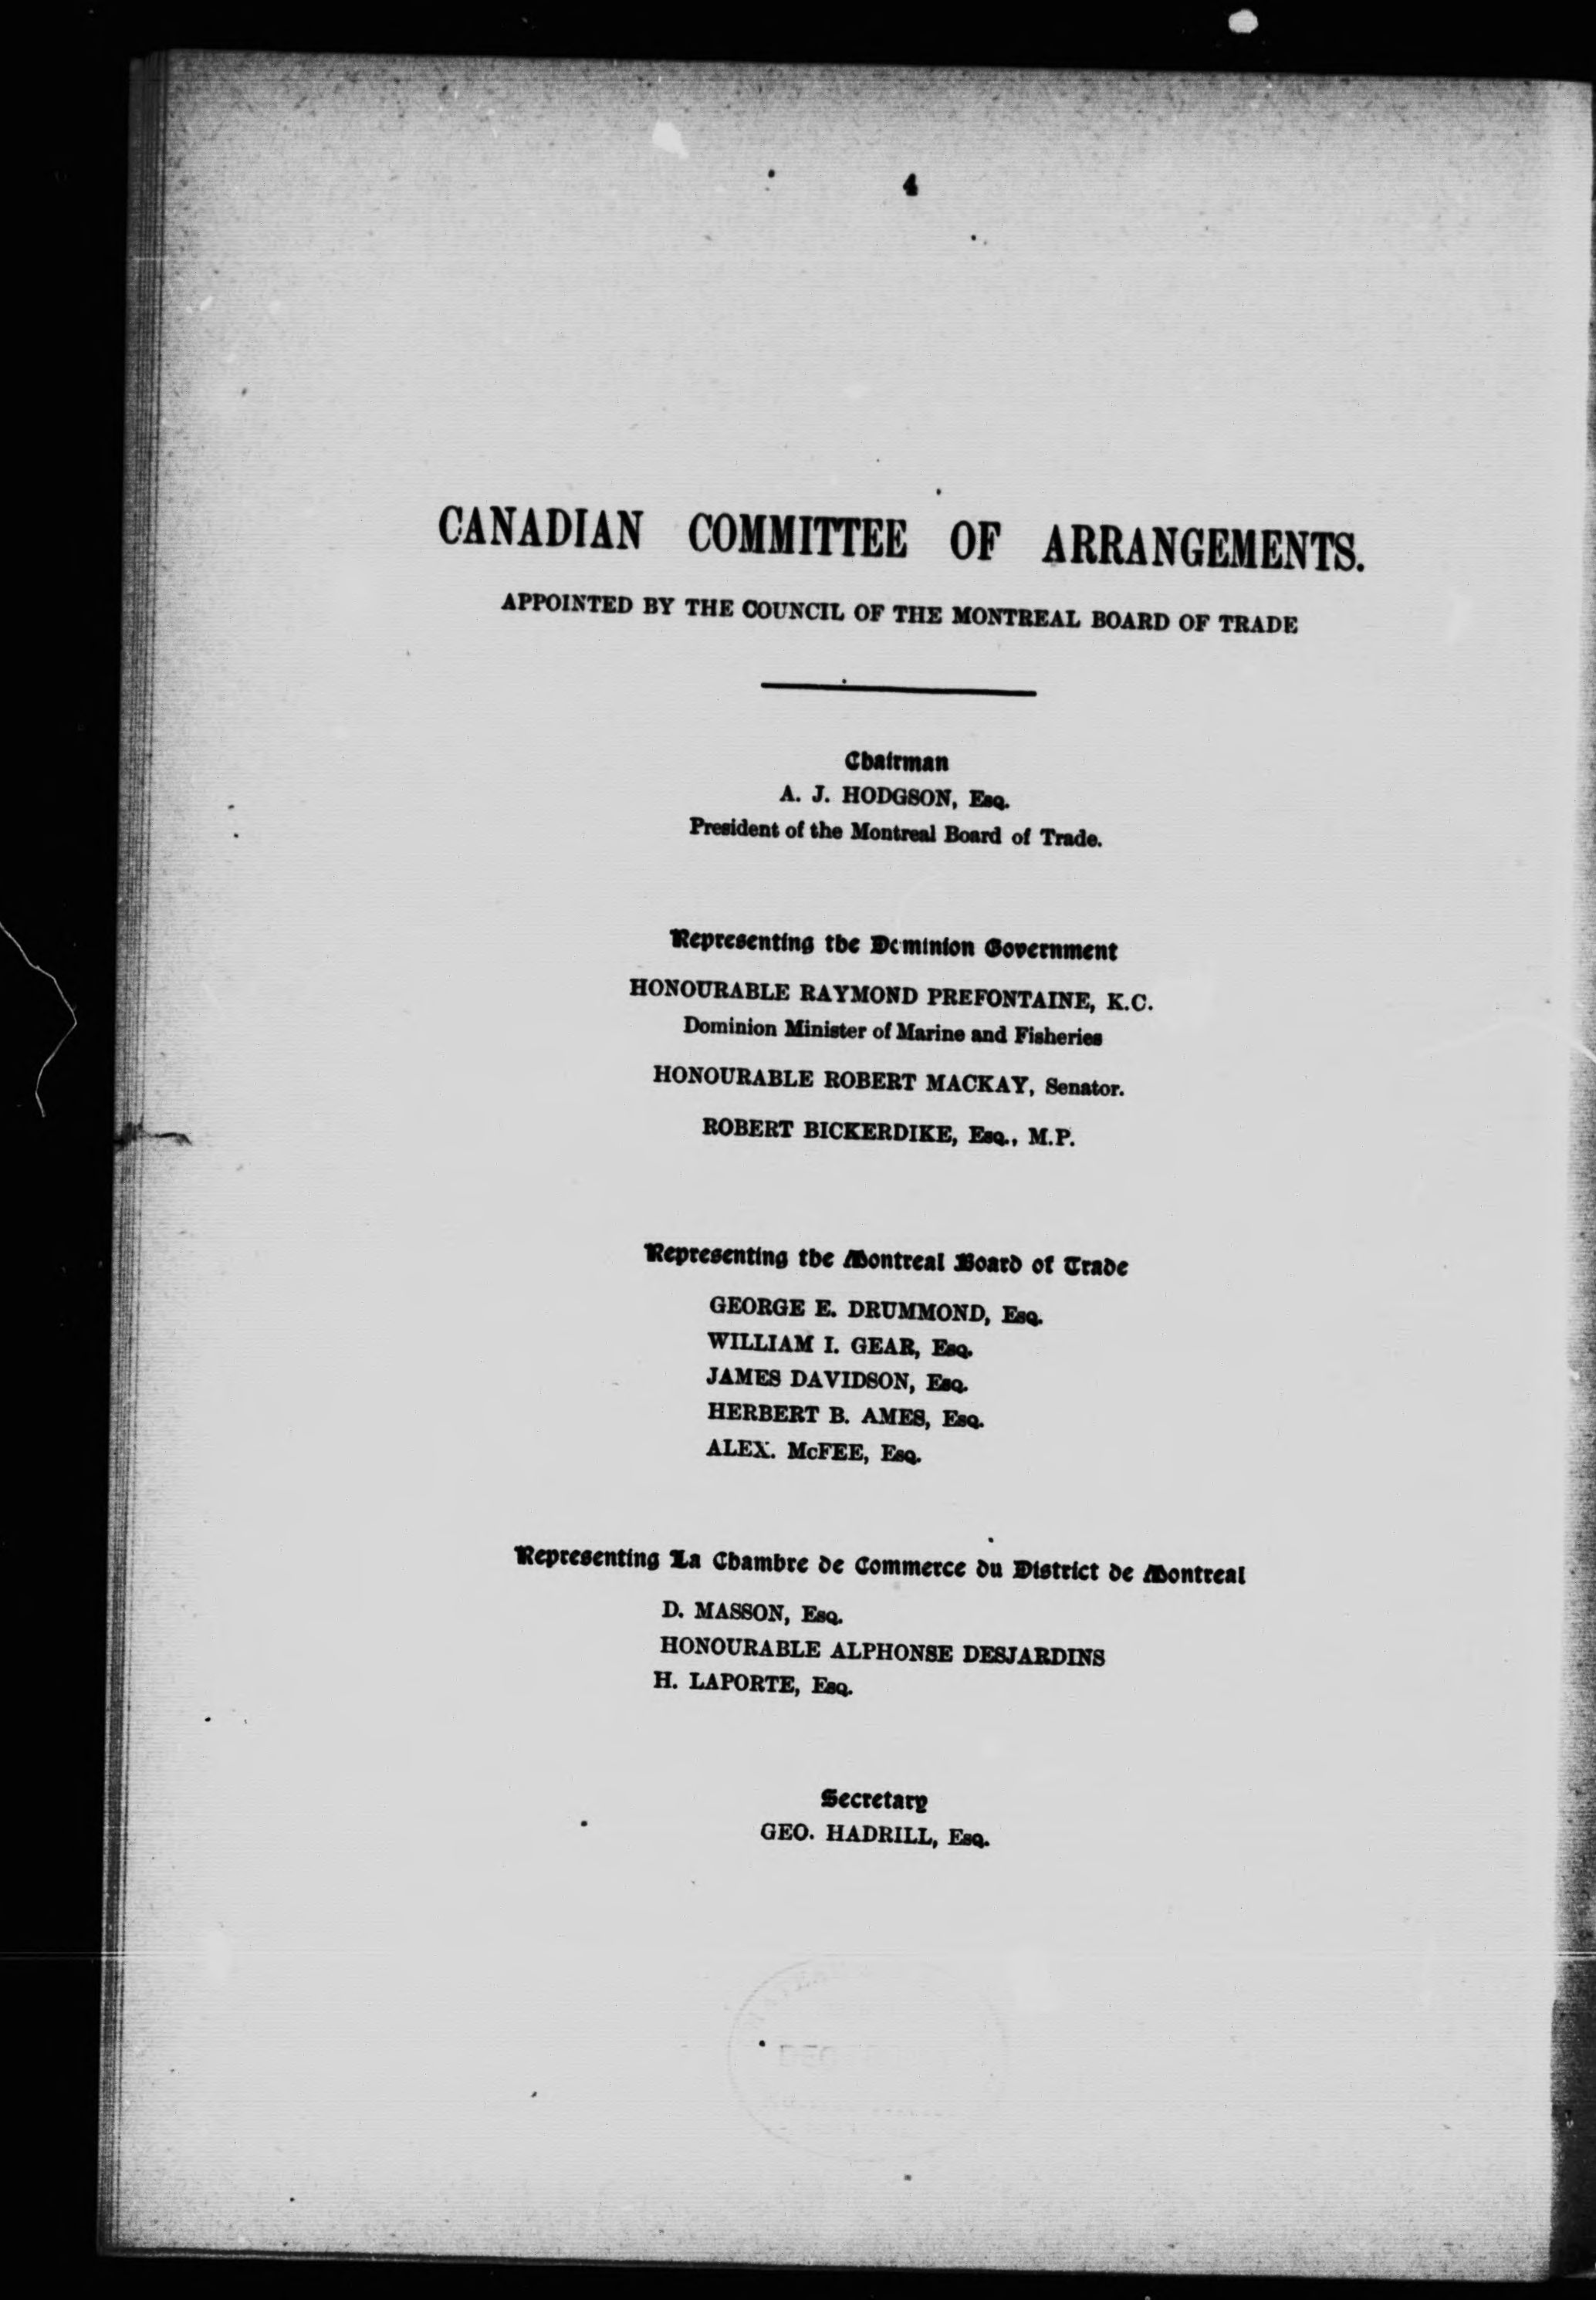 4
CANADIAN COMMITTEE OF ARRANGEMENTS.
APPOINTED BY THE COUNCIL OF THE MONTREAL BOARD OF TRADE
Chairman
A. J. HODGSON, Esq.
President of the Montreal Board of Trade.
Representing the Dominion Government
HONOURABLE RAYMOND PREFONTAINE, K.C.
Dominion Minister of Marine and Fisheries
HONOURABLE ROBERT MACKAY, Senator.
ROBERT BICKERDIKE, Esq., M.P.
Representing the Montreal Board of Trade
GEORGE E. DRUMMOND, Esq.
WILLIAM I. GEAR, Esq.
JAMES DAVIDSON, Esq.
HERBERT B. AMES, Esq.
ALEX. McFEE, Esq.
Representing La Chambre de Commerce du District de Montreal
D. MASSON, Esq.
HONOURABLE ALPHONSE DESJARDINS
H. LAPORTE, Esq.
Secretary
GEO. HADRILL, Esq.